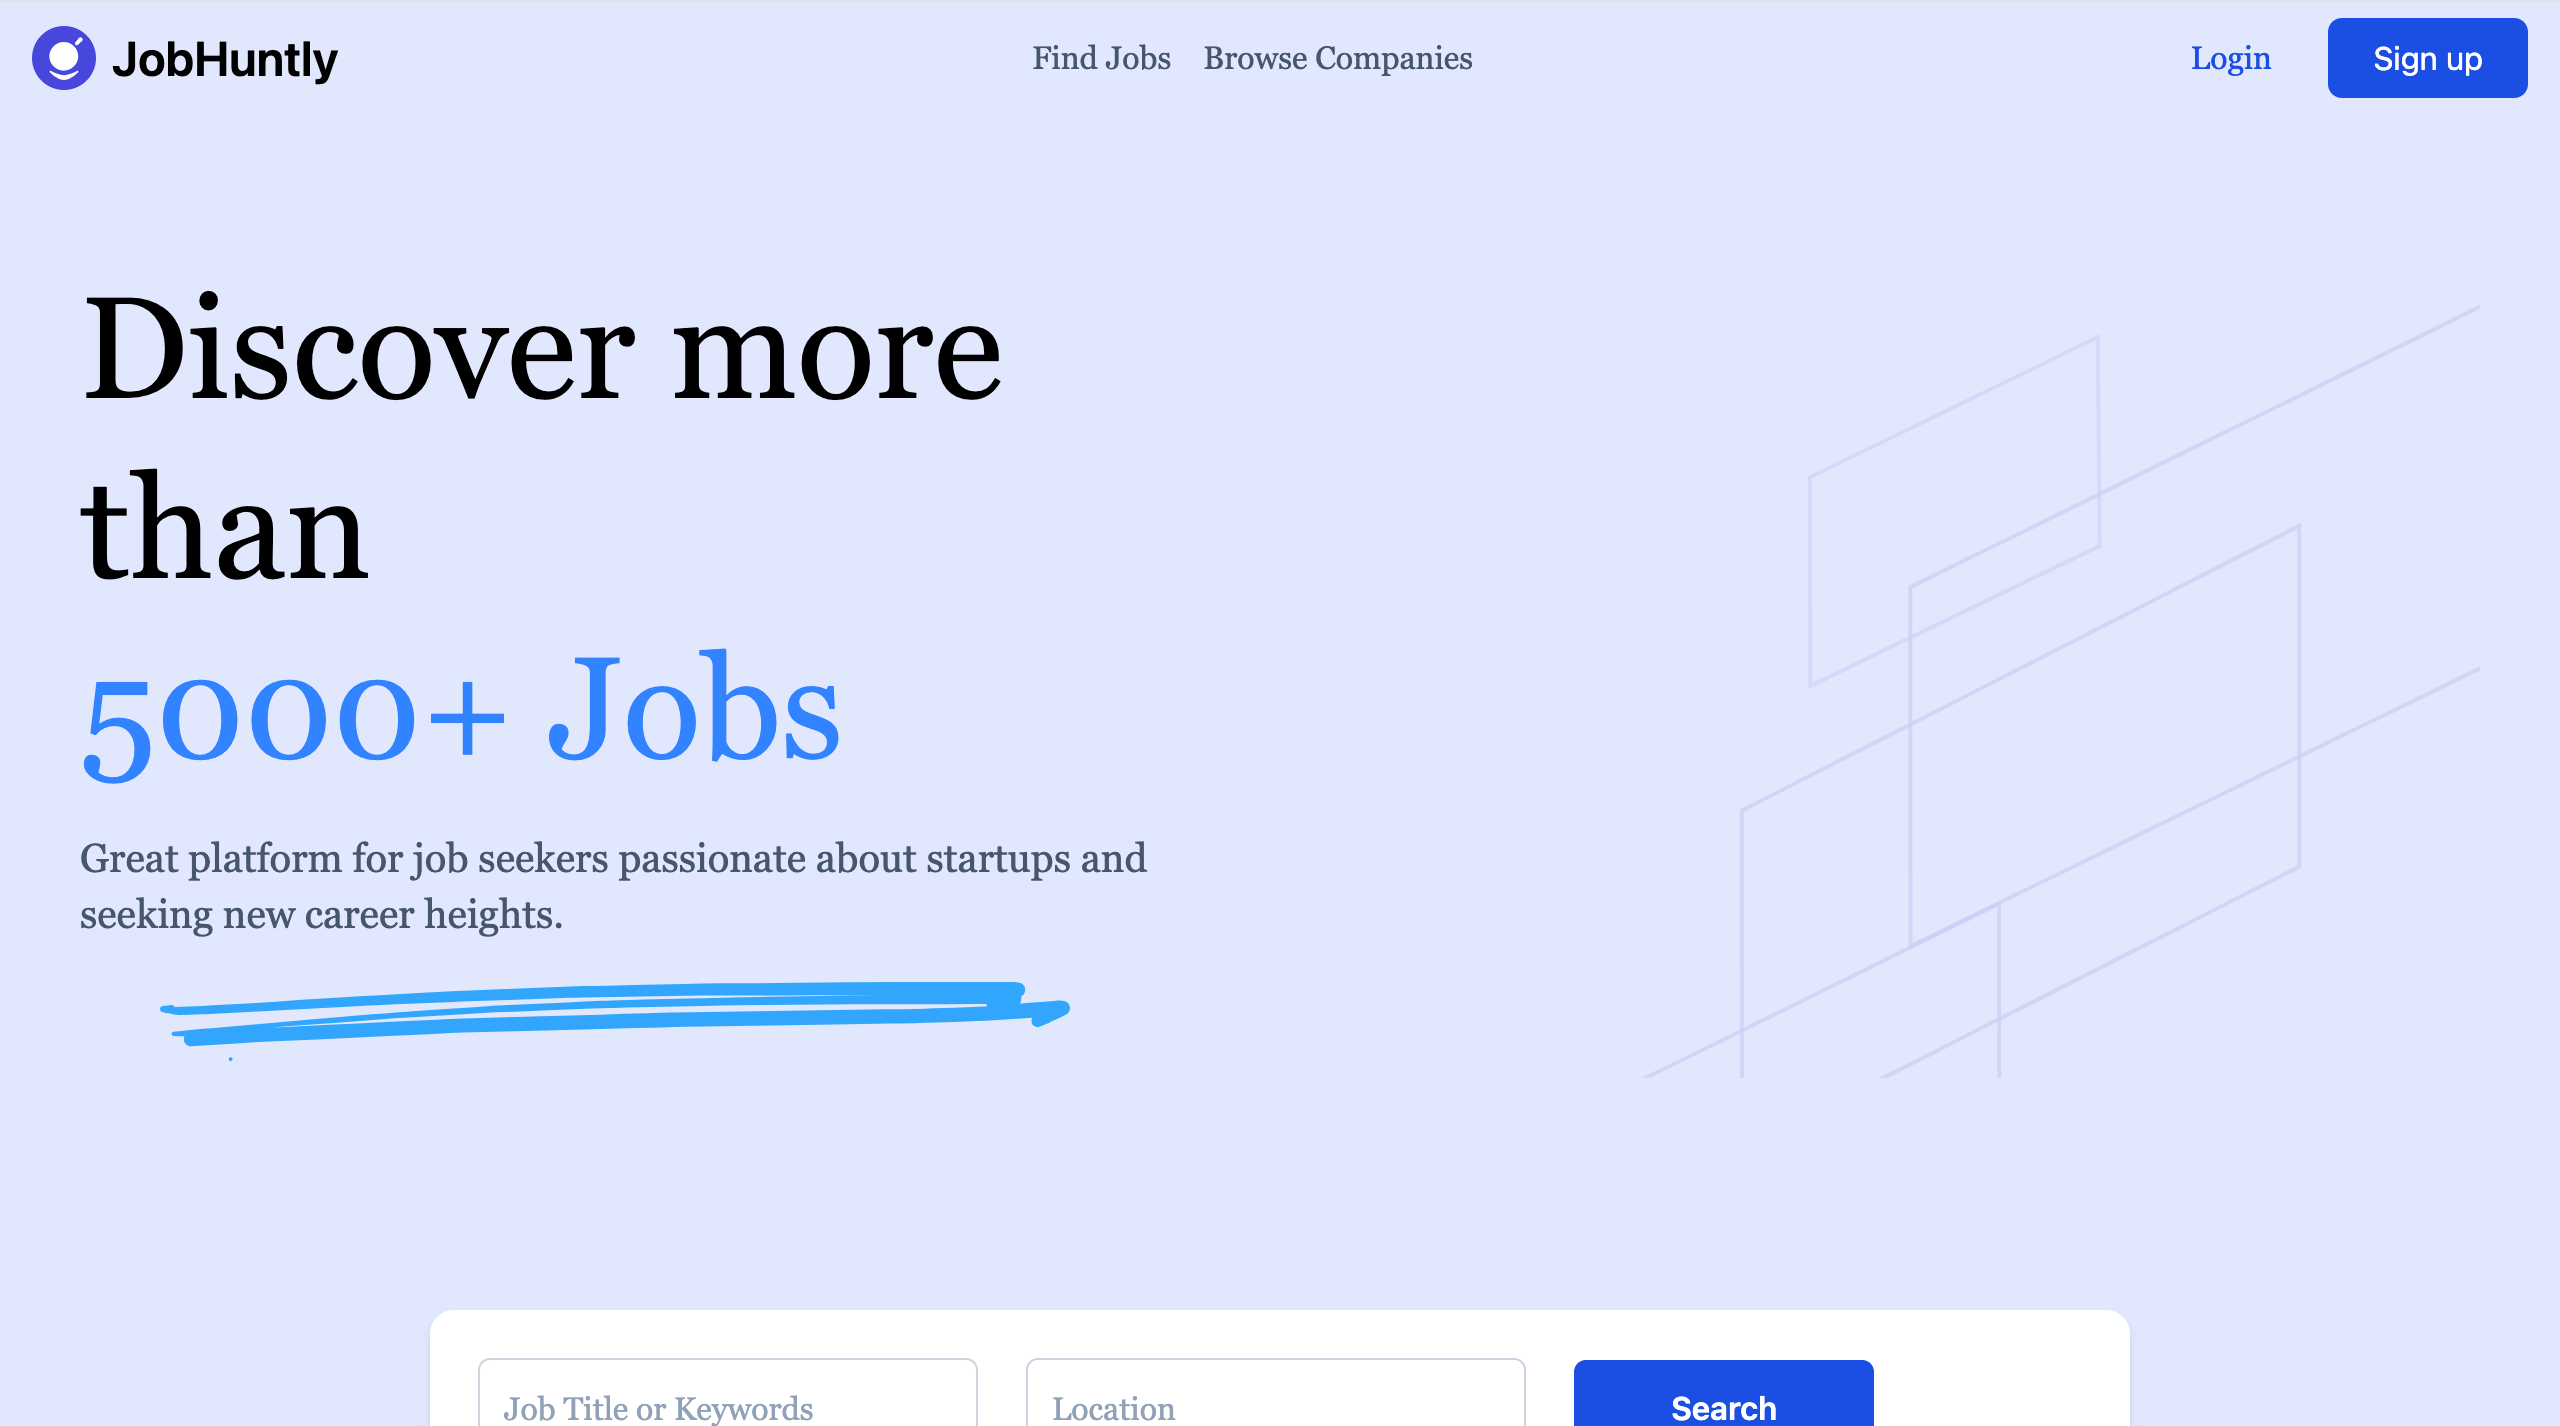 JobHuntly
Find Jobs
Browse Companies
Login
Sign up
Discover more
than
5000+ Jobs
Great platform for job seekers passionate about startups and
seeking new career heights.
Job Title or Keywords
Location
Search